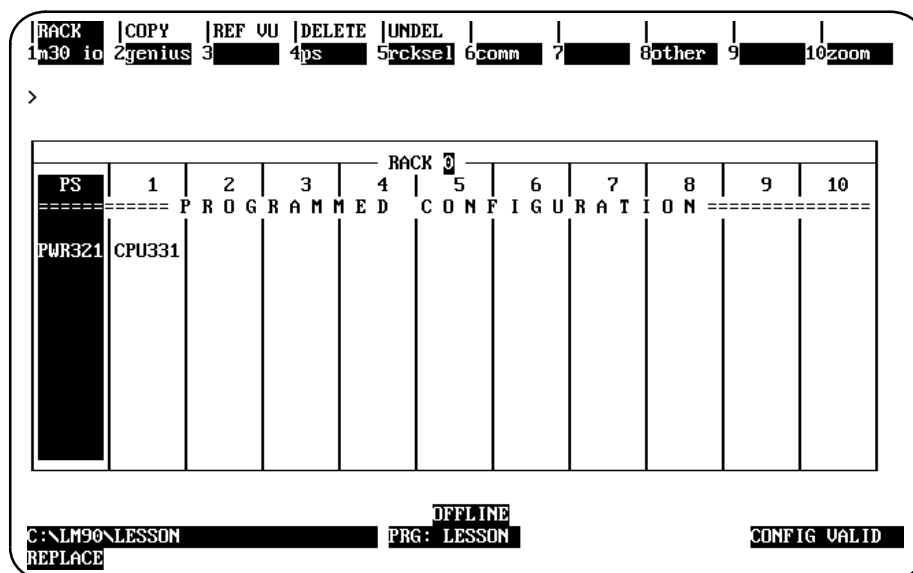 |RACK |COPY |REF VU |DELETE |UNDEL | | | | |
1m30 io 2genius 3 4ps 5rcksel 6comm 7 8other 9 10zoom
>
RACK 0
PS | 1 | 2 | 3 | 4 | 5 | 6 | 7 | 8 | 9 | 10
====== ====== P R O G R A M M E D C O N F I G U R A T I O N ===============
PWR321 CPU331
OFFLINE
C:\LM90\LESSON PRG: LESSON CONFIG VALID
REPLACE